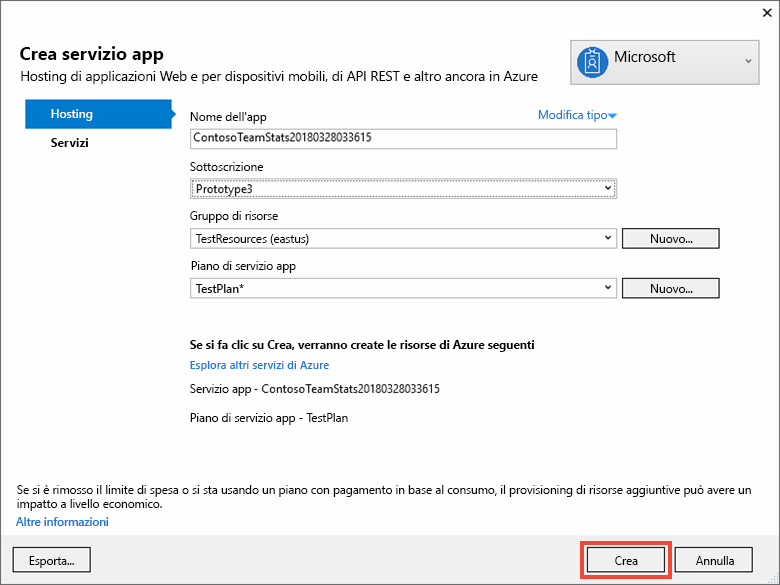 Crea servizio app
Hosting di applicazioni Web e per dispositivi mobili, di API REST e altro ancora in Azure
Microsoft
Hosting
Servizi
Nome dell'app
Modifica tipo
ContosoTeamStats20180328033615
Sottoscrizione
Prototype3
Gruppo di risorse
TestResources (eastus)
Nuovo...
Piano di servizio app
TestPlan*
Nuovo...
Se si fa clic su Crea, verranno create le risorse di Azure seguenti
Esplora altri servizi di Azure
Servizio app - ContosoTeamStats20180328033615
Piano di servizio app - TestPlan
Se si è rimosso il limite di spesa o si sta usando un piano con pagamento in base al consumo, il provisioning di risorse aggiuntive può avere un
impatto a livello economico.
Altre informazioni
Esporta...
Crea
Annulla